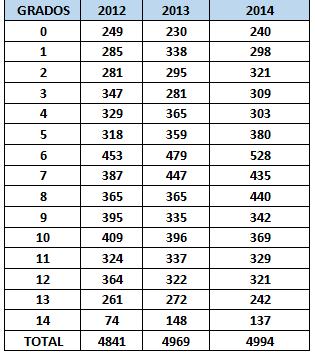 GRADOS 2012 2013 2014
0 249 230 240
1 285 338 298
2 281 295 321
3 347 281 309
4 329 365 303
5 318 359 380
6 453 479 528
7 387 447 435
8 365 365 440
9 395 335 342
10 409 396 369
11 324 337 329
12 364 322 321
13 261 272 242
14 74 148 137
TOTAL 4841 4969 4994